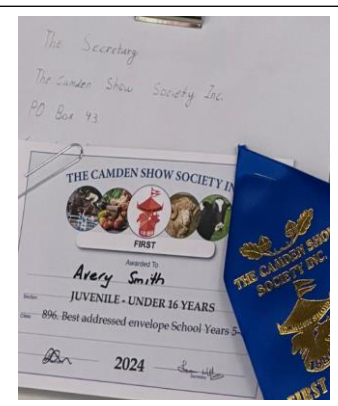 The Secretary
The Camden Show Society Inc.
PO Box 93
THE CAMDEN SHOW SOCIETY IN
FIRST
Awarded To
Avery Smith
Section
JUVENILE - UNDER 16 YEARS
Class
896. Best addressed envelope School Years 5-
2024
THE CAMDEN SHOW
SOCIETY INC.
FIRST